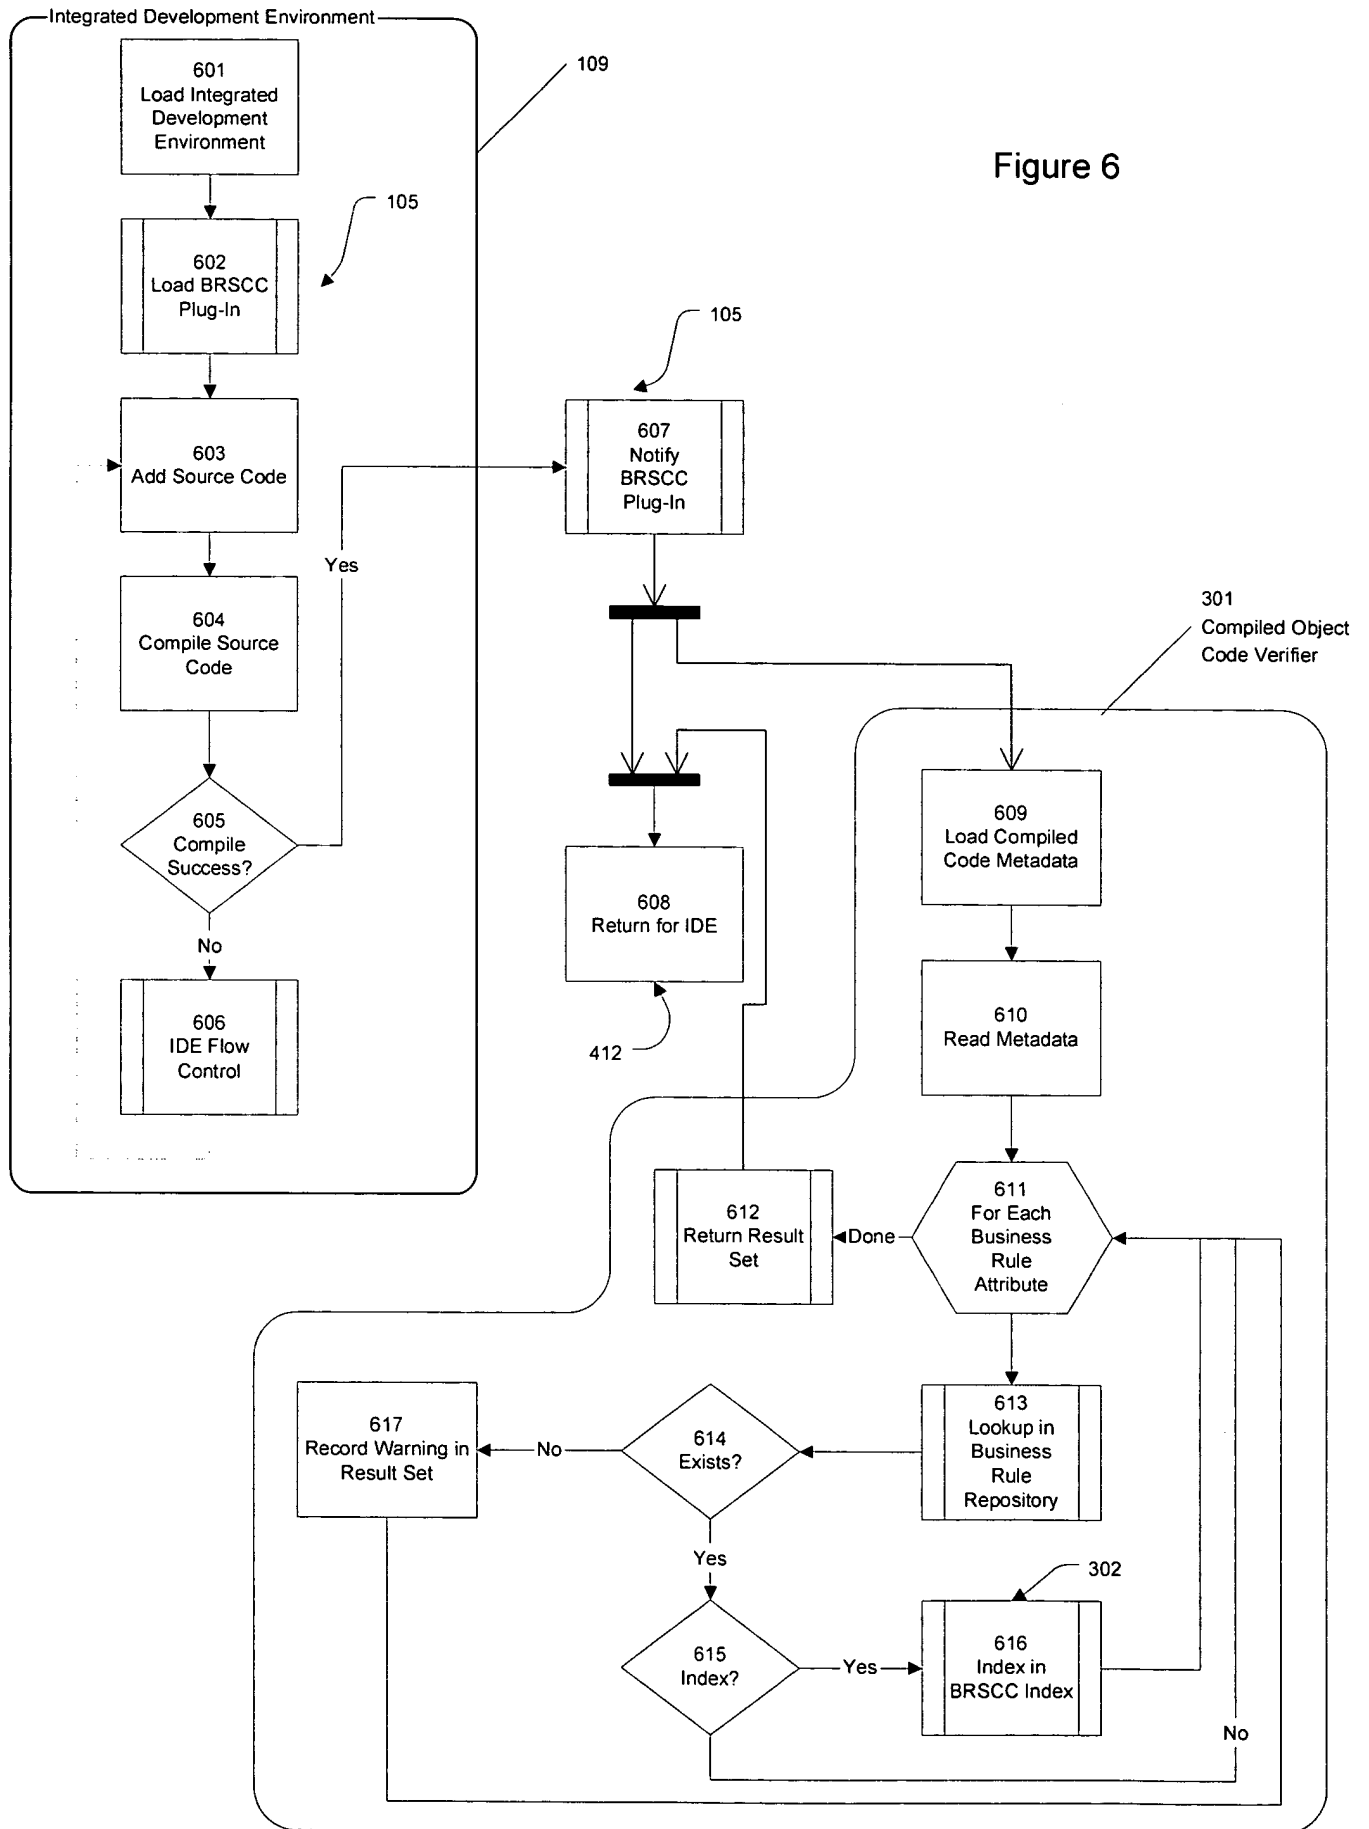 Integrated Development Environment
601
Load Integrated
Development
Environment
109
Figure 6
105
602
Load BRSCC
Plug-In
105
603
Add Source Code
607
Notify
BRSCC
Plug-In
Yes
604
Compile Source
Code
301
Compiled Object
Code Verifier
605
Compile
Success?
609
Load Compiled
Code Metadata
608
Return for IDE
No
606
IDE Flow
Control
412
610
Read Metadata
611
For Each
Business
Rule
Attribute
Done
612
Return Result
Set
613
Lookup in
Business
Rule
Repository
614
Exists?
No
617
Record Warning in
Result Set
Yes
302
615
Index?
Yes
616
Index in
BRSCC Index
No